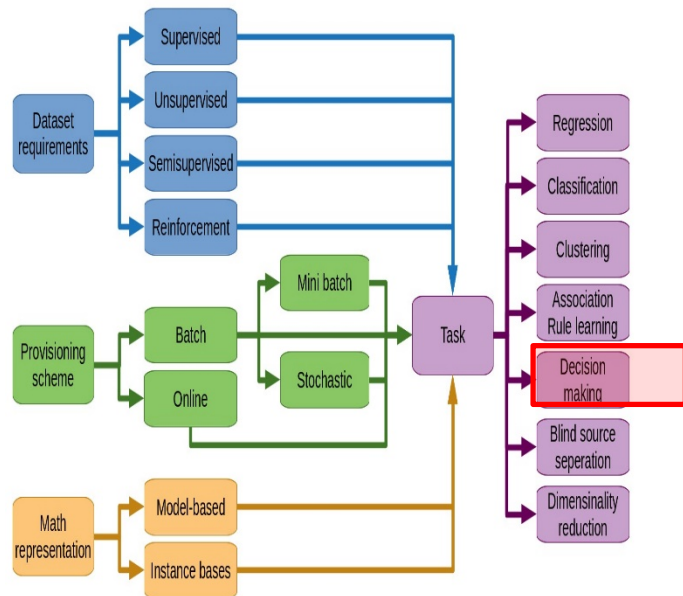 Dataset
requirements
Supervised
Unsupervised
Semisupervised
Reinforcement
Provisioning
scheme
Batch
Online
Mini batch
Stochastic
Math
representation
Model-based
Instance bases
Task
Regression
Classification
Clustering
Association
Rule learning
Decision
making
Blind source
seperation
Dimensinality
reduction